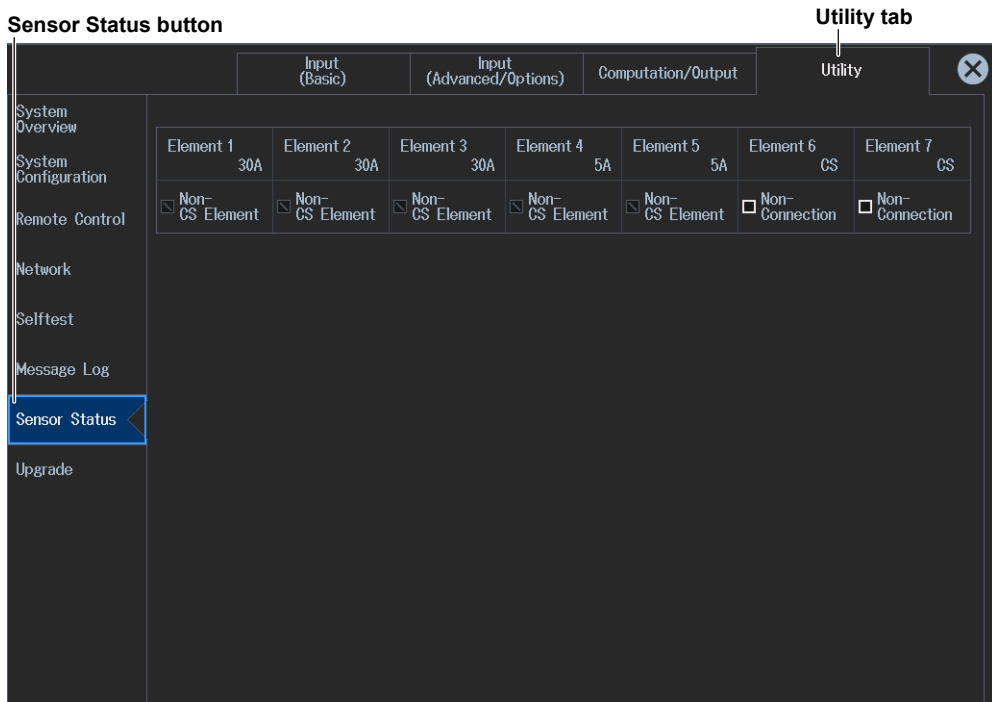 Sensor Status button
Utility tab
Input
(Basic)
Input
(Advanced/Options)
Computation/Output
Utility
System
Overview
System
Configuration
Remote Control
Network
Selftest
Message Log
Sensor Status
Upgrade
Element 1
30A
Element 2
30A
Element 3
30A
Element 4
5A
Element 5
5A
Element 6
CS
Element 7
CS
Non-
CS Element
Non-
CS Element
Non-
CS Element
Non-
CS Element
Non-
CS Element
Non-
Connection
Non-
Connection